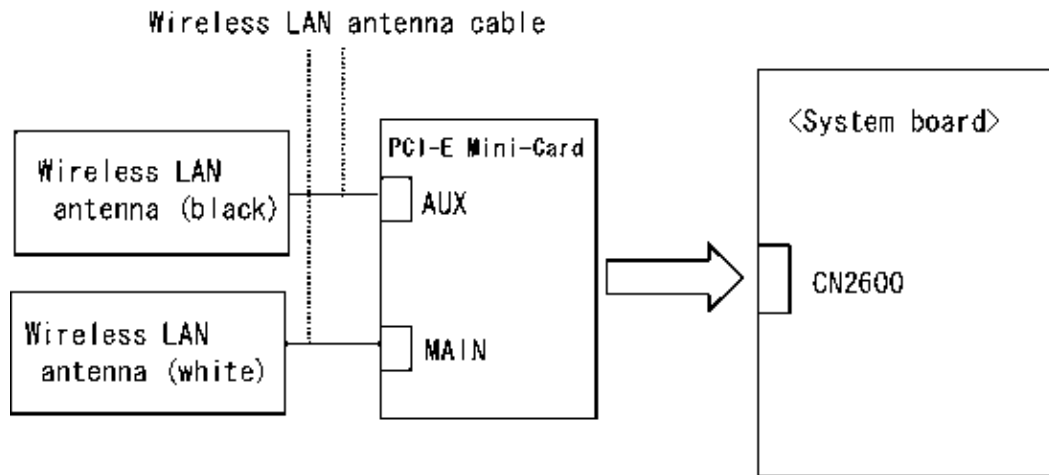 Wireless LAN antenna cable
Wireless LAN
antenna (black)
PCI-E Mini-Card
AUX
<System board>
CN2600
Wireless LAN
antenna (white)
MAIN